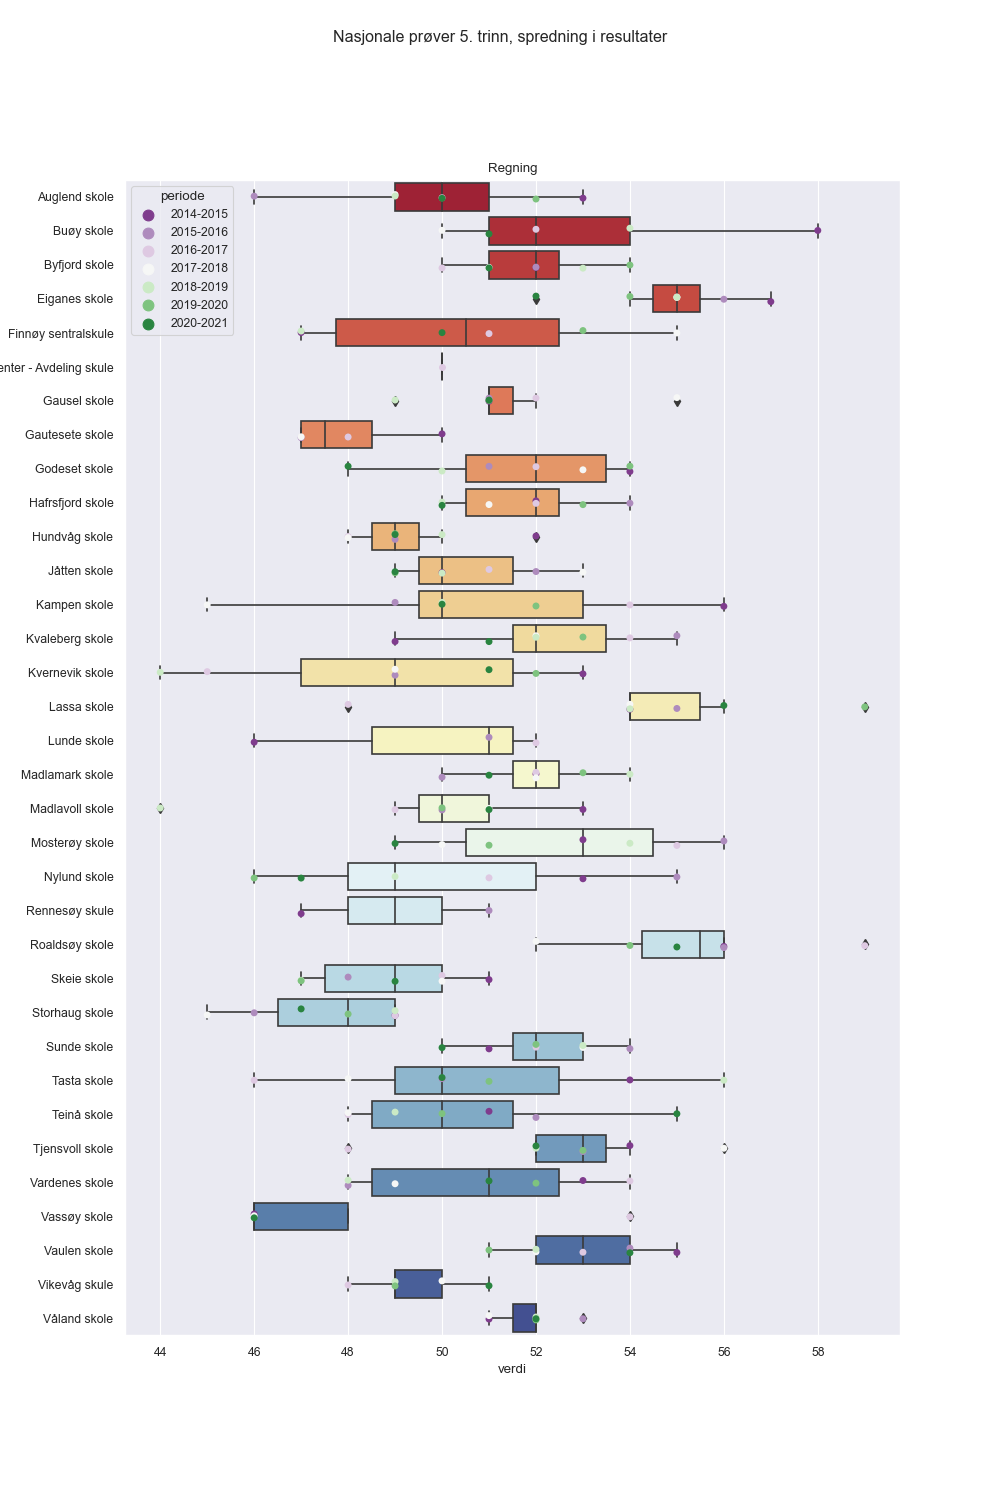 Nasjonale prøver 5. trinn, spredning i resultater
Regning
periode
2014-2015
2015-2016
2016-2017
2017-2018
2018-2019
2019-2020
2020-2021
Auglend skole
Buøy skole
Byfjord skole
Eiganes skole
Finnøy sentralskule
enter - Avdeling skule
Gausel skole
Gautesete skole
Godeset skole
Hafrsfjord skole
Hundvåg skole
Jåtten skole
Kampen skole
Kvaleberg skole
Kvernevik skole
Lassa skole
Lunde skole
Madlamark skole
Madlavoll skole
Mosterøy skole
Nylund skole
Rennesøy skule
Roaldsøy skole
Skeie skole
Storhaug skole
Sunde skole
Tasta skole
Teinå skole
Tjensvoll skole
Vardenes skole
Vassøy skole
Vaulen skole
Vikevåg skule
Våland skole
44 46 48 50 52 54 56 58
verdi